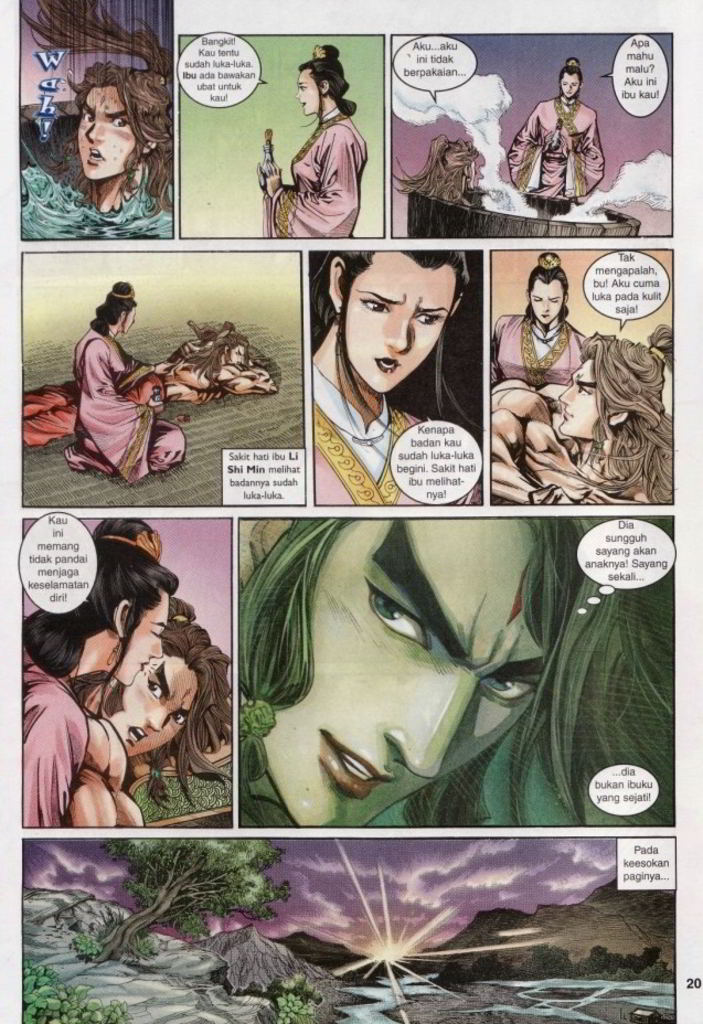 Wah!
Bangkit!
Kau tentu
sudah luka-luka.
Ibu ada bawakan
ubat untuk
kau!
Aku...aku
ini tidak
berpakaian...
Apa
mahu
malu?
Aku ini
ibu kau!
Sakit hati ibu Li
Shi Min melihat
badannya sudah
luka-luka.
Kenapa
badan kau
sudah luka-luka
begini. Sakit hati
ibu melihat-
nya!
Tak
mengapalah,
bu! Aku cuma
luka pada kulit
saja!
Kau
ini
memang
tidak pandai
menjaga
keselamatan
diri!
Dia
sungguh
sayang akan
anaknya! Sayang
sekali...
...dia
bukan ibuku
yang sejati!
Pada
keesokan
paginya...
20